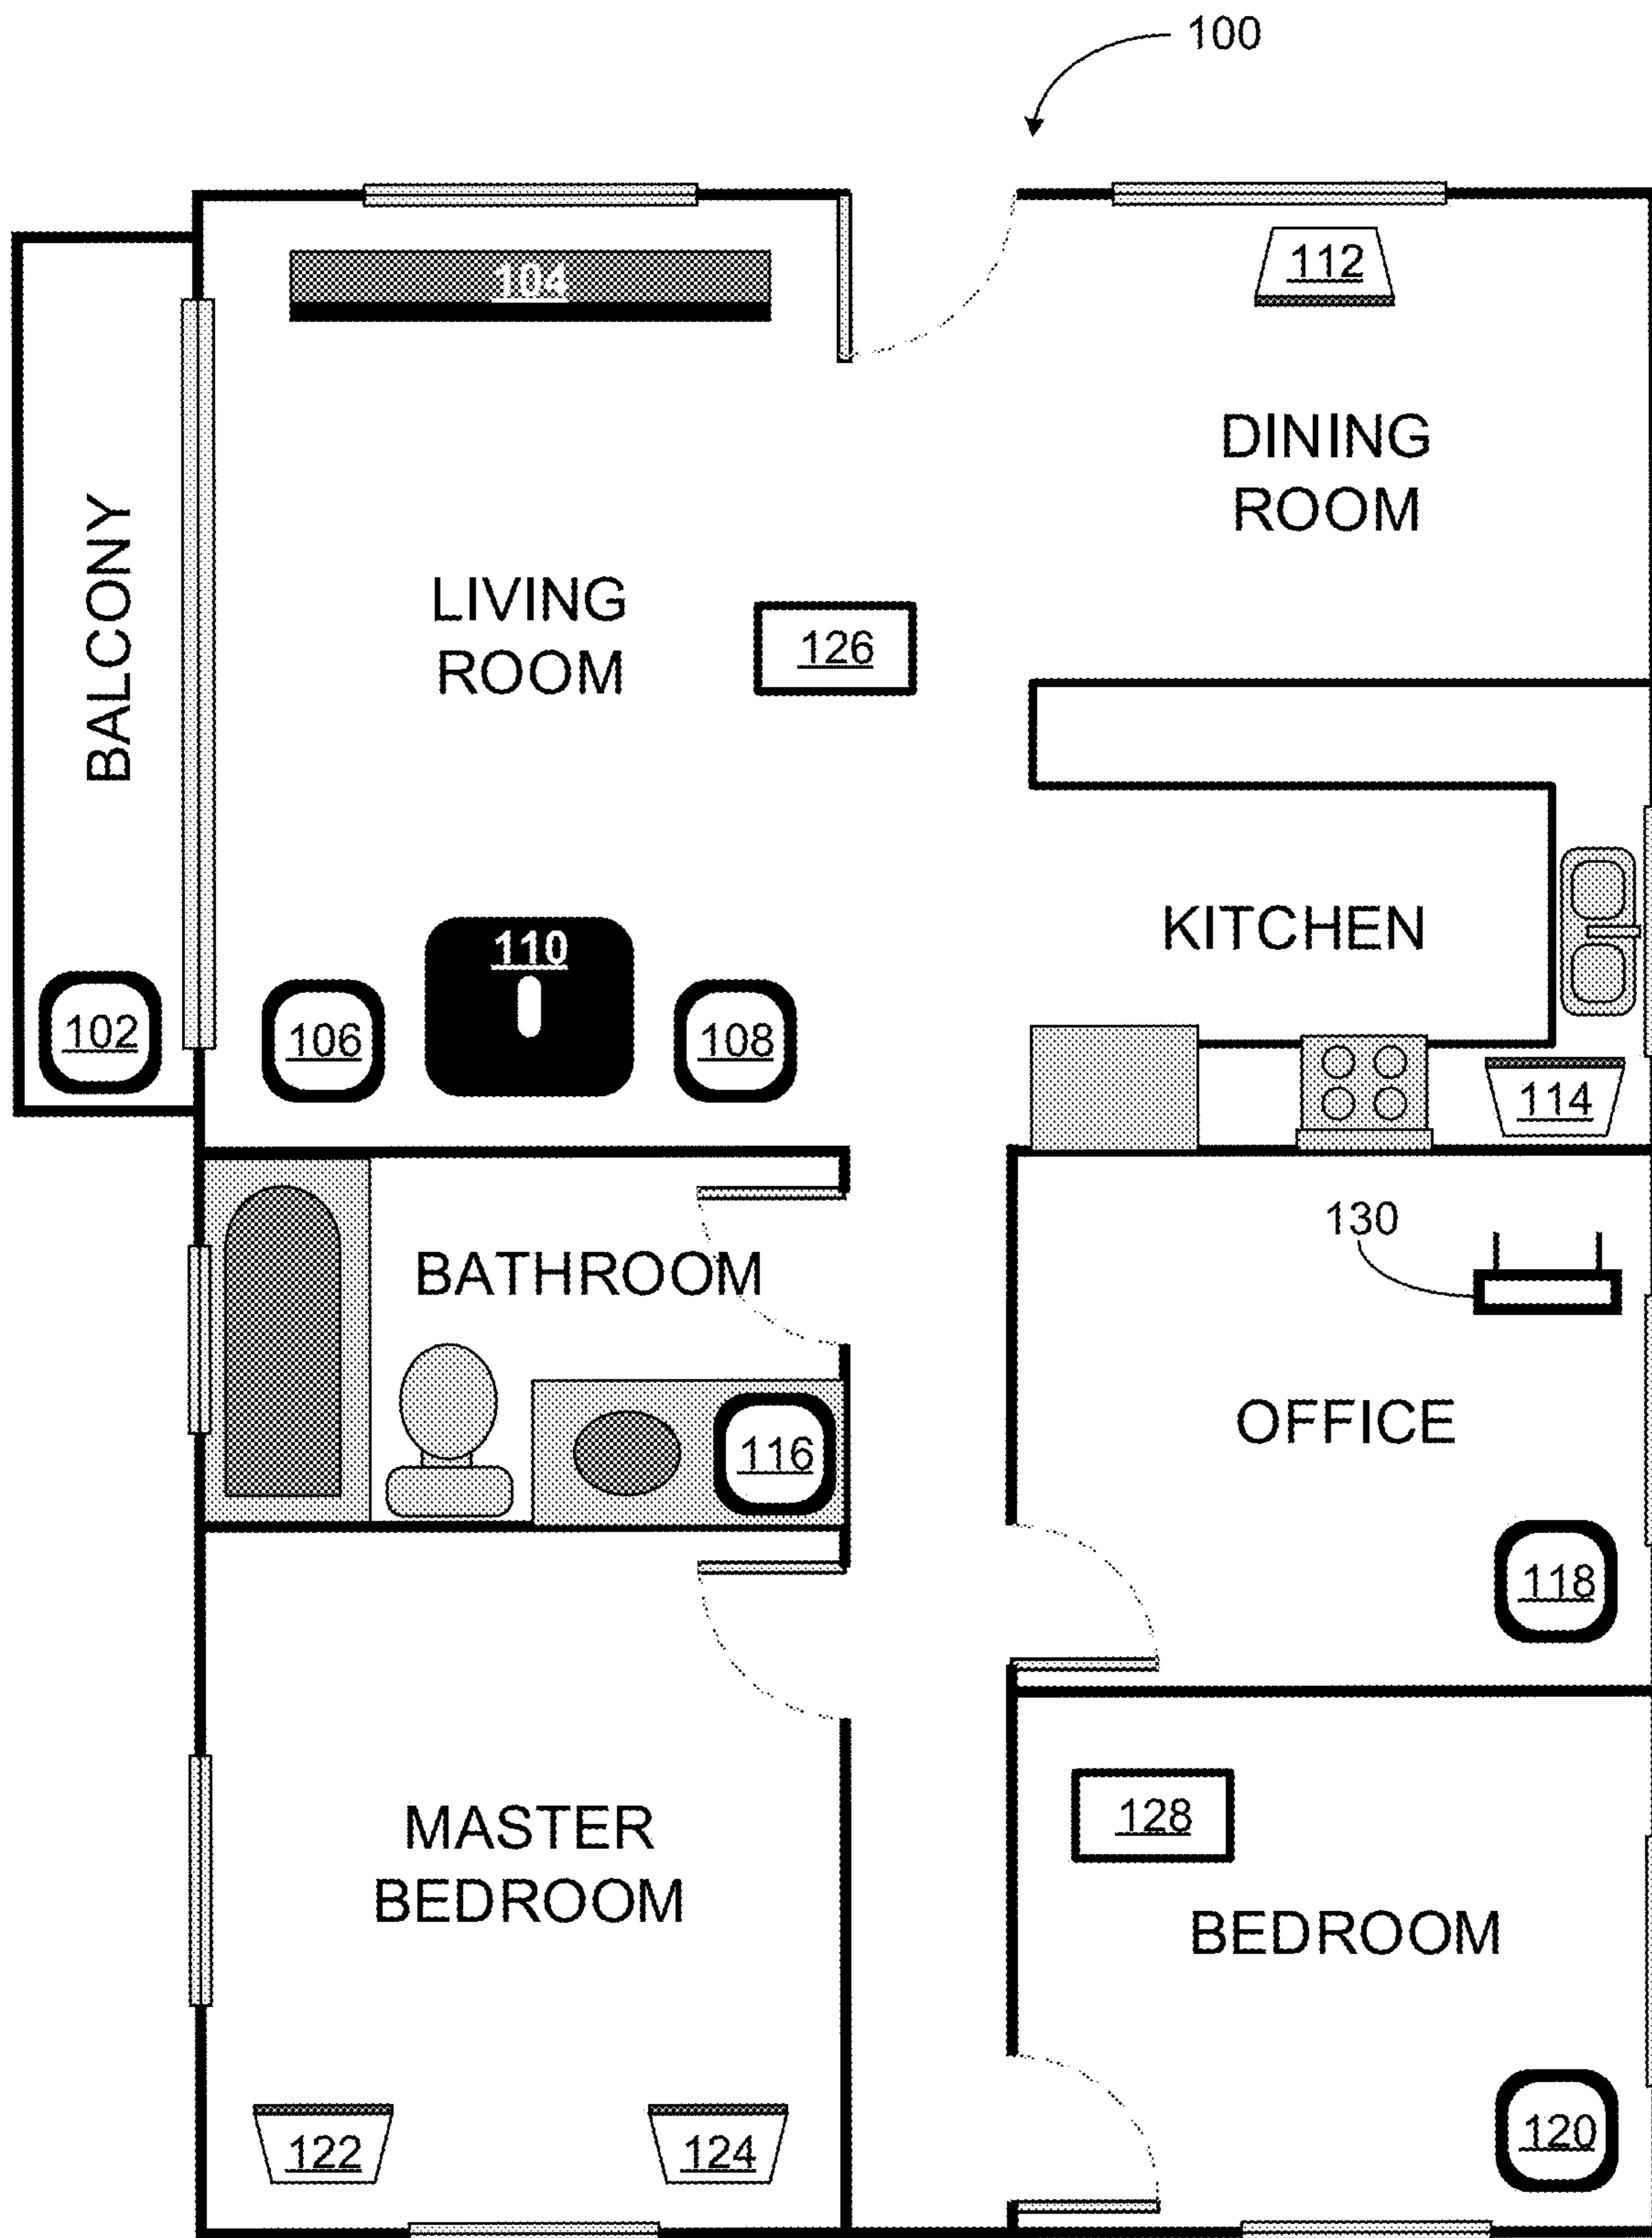 100
104
112
DINING
ROOM
BALCONY
LIVING
ROOM
126
KITCHEN
110
102
106
108
114
130
BATHROOM
OFFICE
116
118
128
MASTER
BEDROOM
BEDROOM
122
124
120